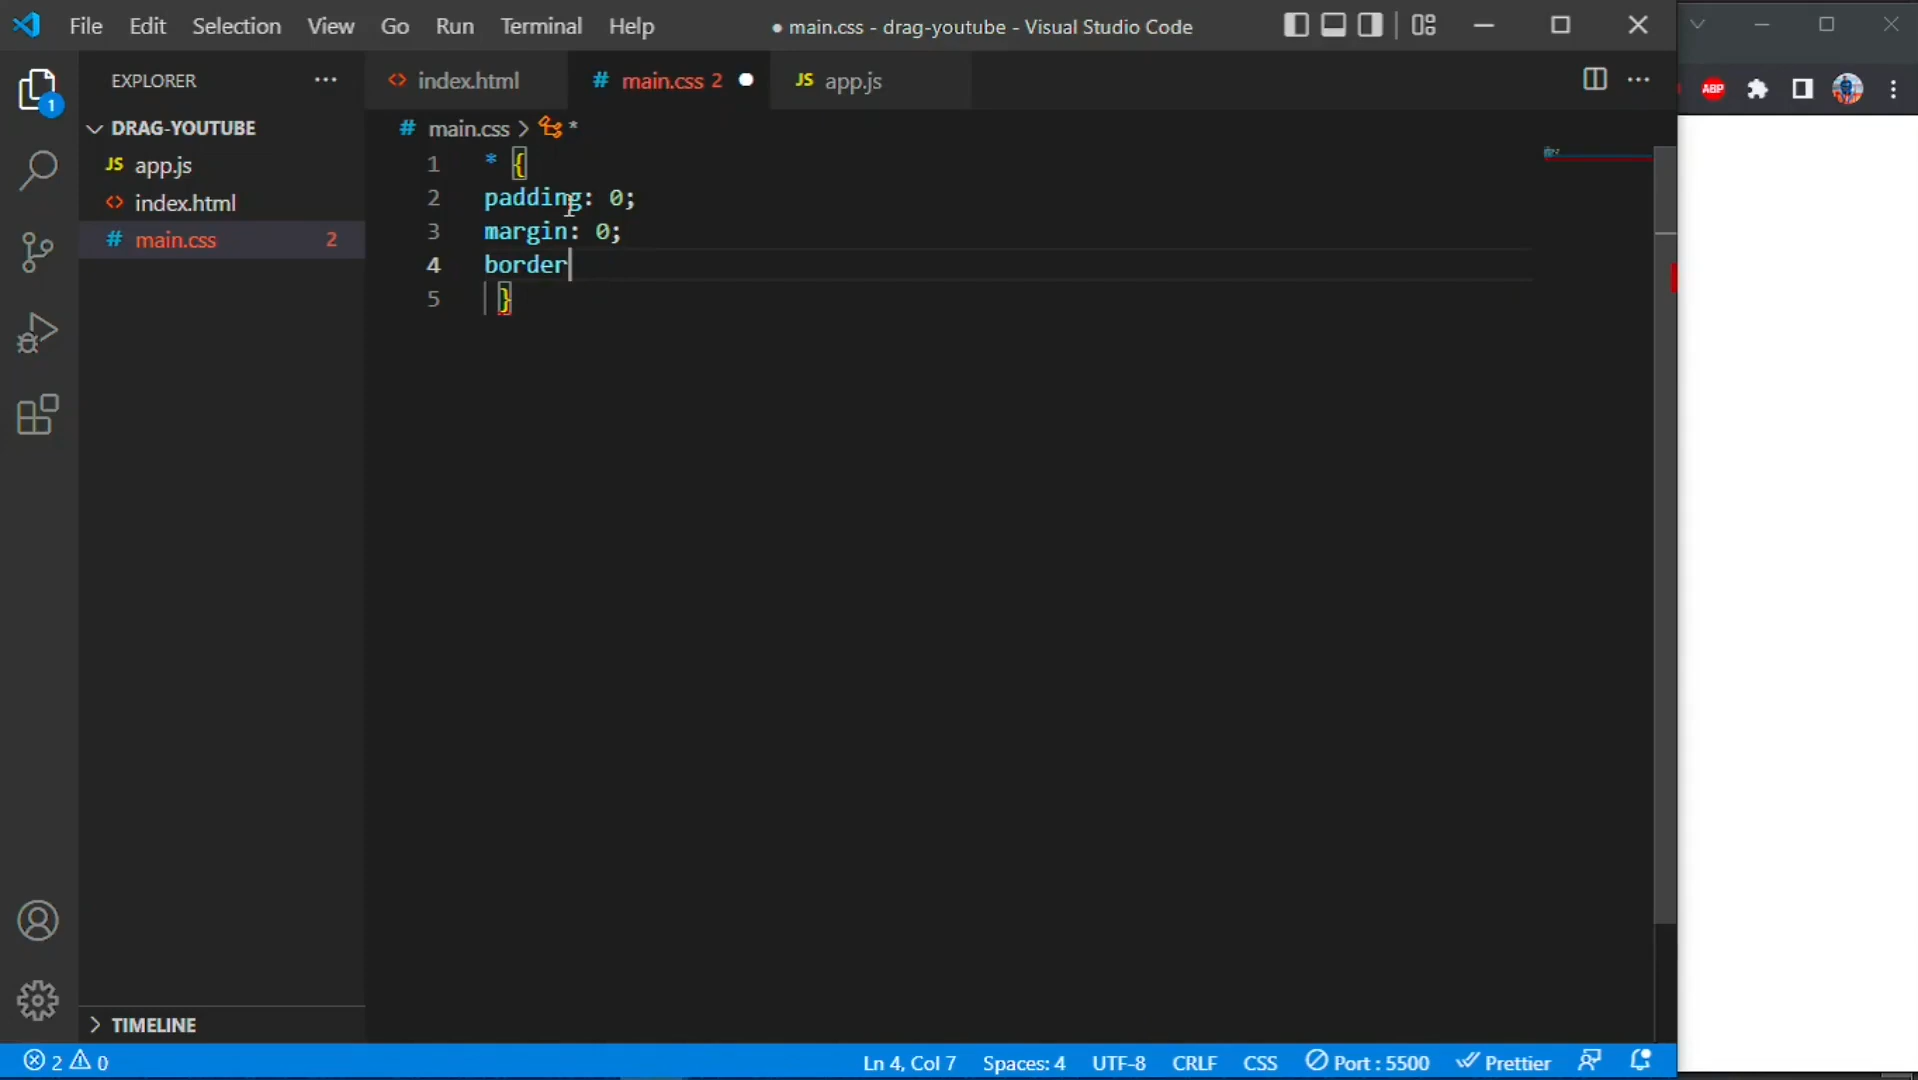 File Edit Selection View Go Run Terminal Help
● main.css - drag-youtube - Visual Studio Code
EXPLORER
index.html
# main.css 2
JS app.js
ABP
1
DRAG-YOUTUBE
JS app.js
index.html
# main.css 2
# main.css > *
1 * {
2 padding: 0;
3 margin: 0;
4 border
5 }
TIMELINE
2 0
Ln 4, Col 7 Spaces: 4 UTF-8 CRLF CSS Port : 5500 Prettier